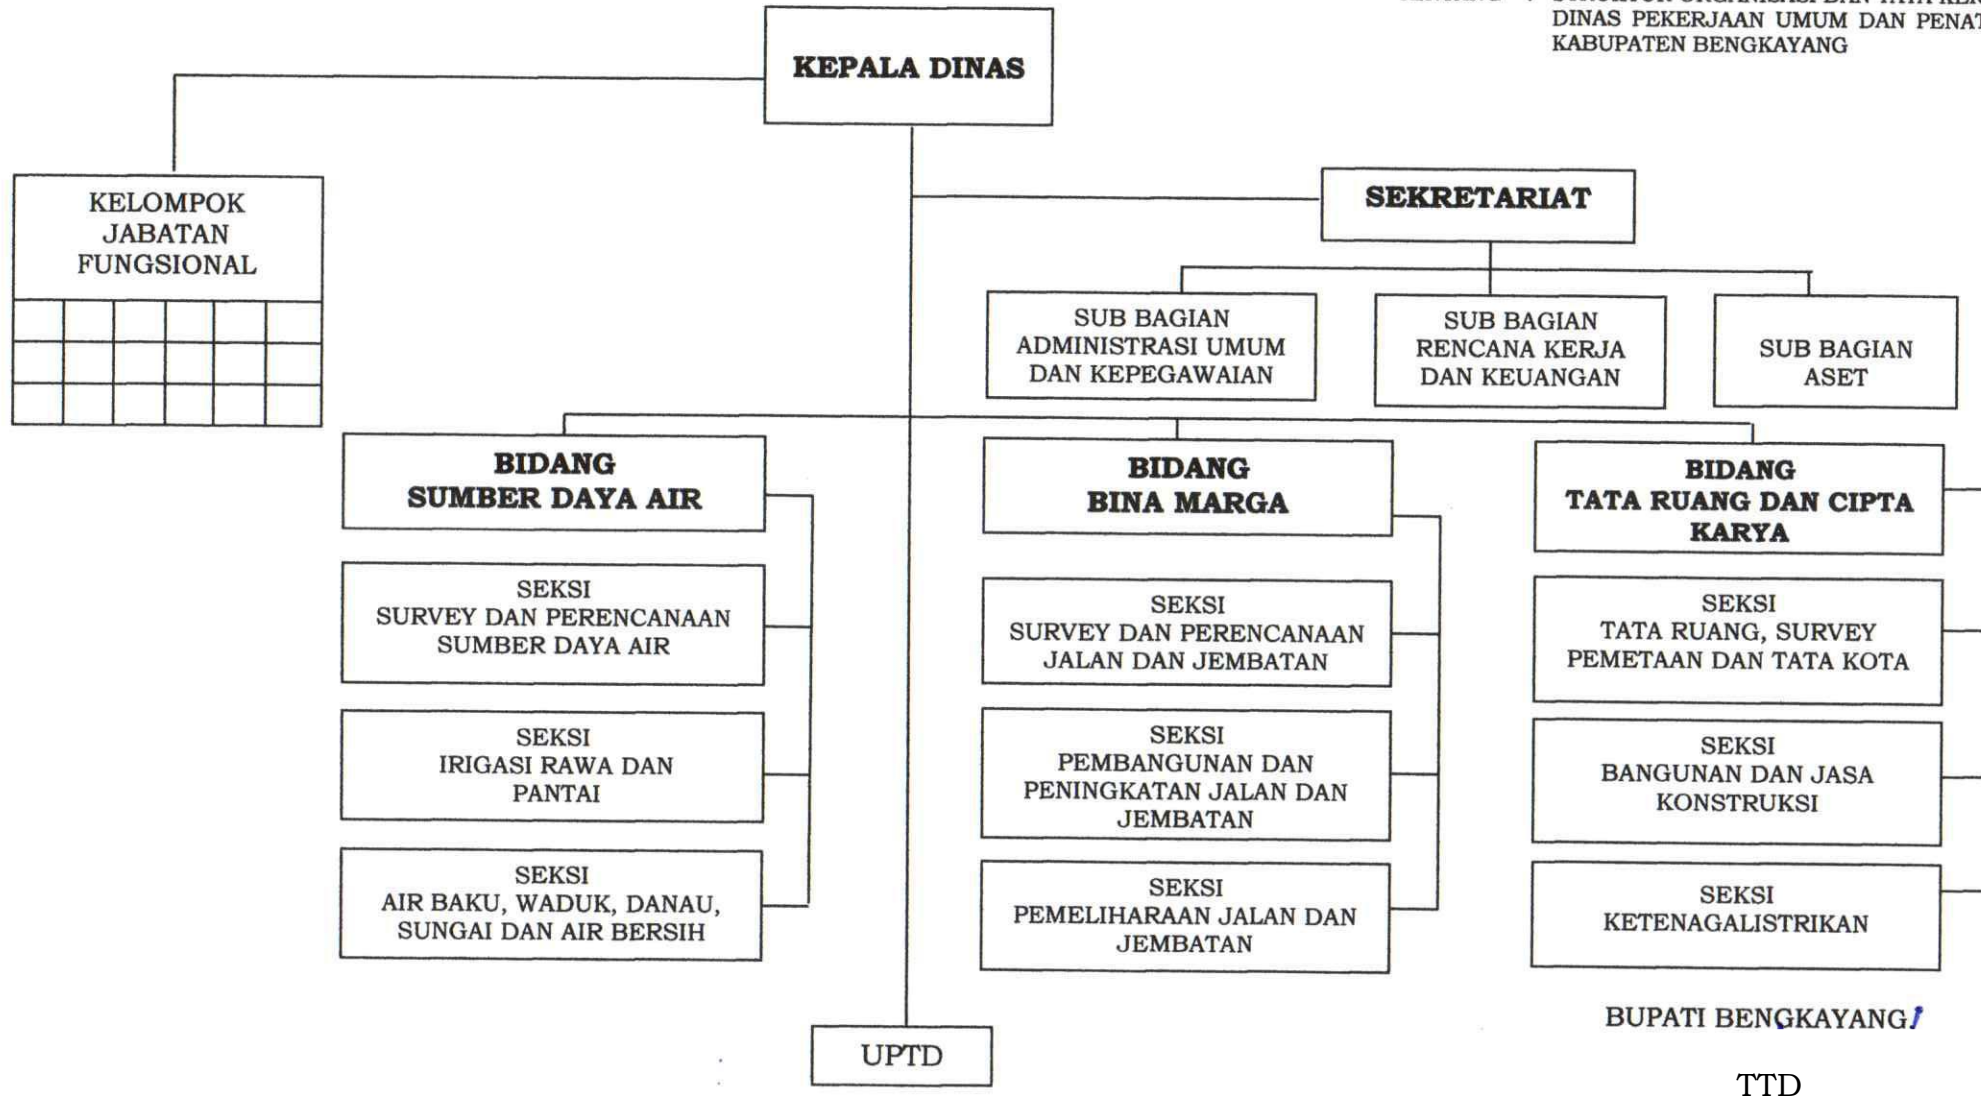 DINAS PEKERJAAN UMUM DAN
KABUPATEN BENGKAYANG
KEPALA DINAS
KELOMPOK
JABATAN
FUNGSIONAL
SEKRETARIAT
SUB BAGIAN
ADMINISTRASI UMUM
DAN KEPEGAWAIAN
SUB BAGIAN
RENCANA KERJA
DAN KEUANGAN
SUB BAGIAN
ASET
BIDANG
SUMBER DAYA AIR
SEKSI
SURVEY DAN PERENCANAAN
SUMBER DAYA AIR
SEKSI
IRIGASI RAWA DAN
PANTAI
SEKSI
AIR BAKU, WADUK, DANAU,
SUNGAI DAN AIR BERSIH
BIDANG
BINA MARGA
SEKSI
SURVEY DAN PERENCANAAN
JALAN DAN JEMBATAN
SEKSI
PEMBANGUNAN DAN
PENINGKATAN JALAN DAN
JEMBATAN
SEKSI
PEMELIHARAAN JALAN DAN
JEMBATAN
BIDANG
TATA RUANG DAN CIPTA
KARYA
SEKSI
TATA RUANG, SURVEY
PEMETAAN DAN TATA KOTA
SEKSI
BANGUNAN DAN JASA
KONSTRUKSI
SEKSI
KETENAGALISTRIKAN
UPTD
BUPATI BENGKAYANG
TTD